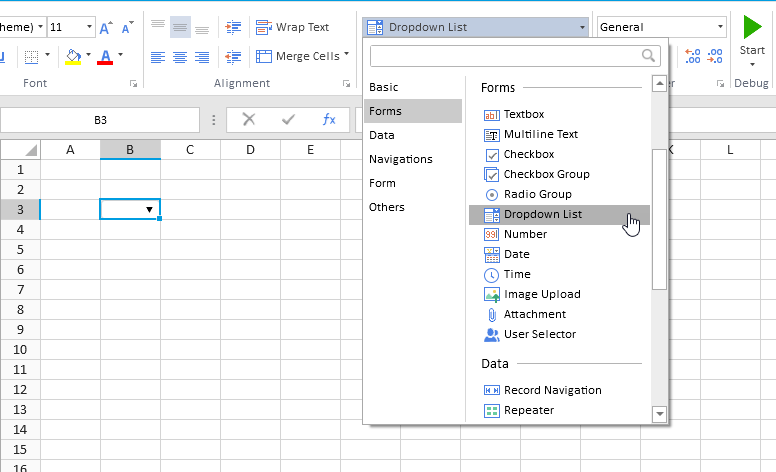 heme) 11 A A Wrap Text Dropdown List General Start
U A Merge Cells
Font Alignment er Debug
B3 fx
A B C D E K L
1
2
3
4
5
6
7
8
9
10
11
12
13
14
15
16
Basic
Forms
Data
Navigations
Form
Others
Forms
Textbox
Multiline Text
Checkbox
Checkbox Group
Radio Group
Dropdown List
Number
Date
Time
Image Upload
Attachment
User Selector
Data
Record Navigation
Repeater